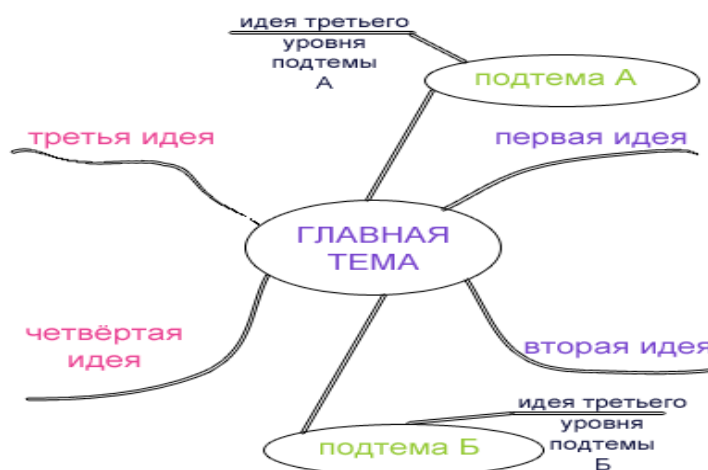 идея третьего
уровня
подтемы
А
подтема А
третья идея
первая идея
ГЛАВНАЯ
ТЕМА
четвёртая
идея
вторая идея
идея третьего
уровня
подтемы
Б
подтема Б